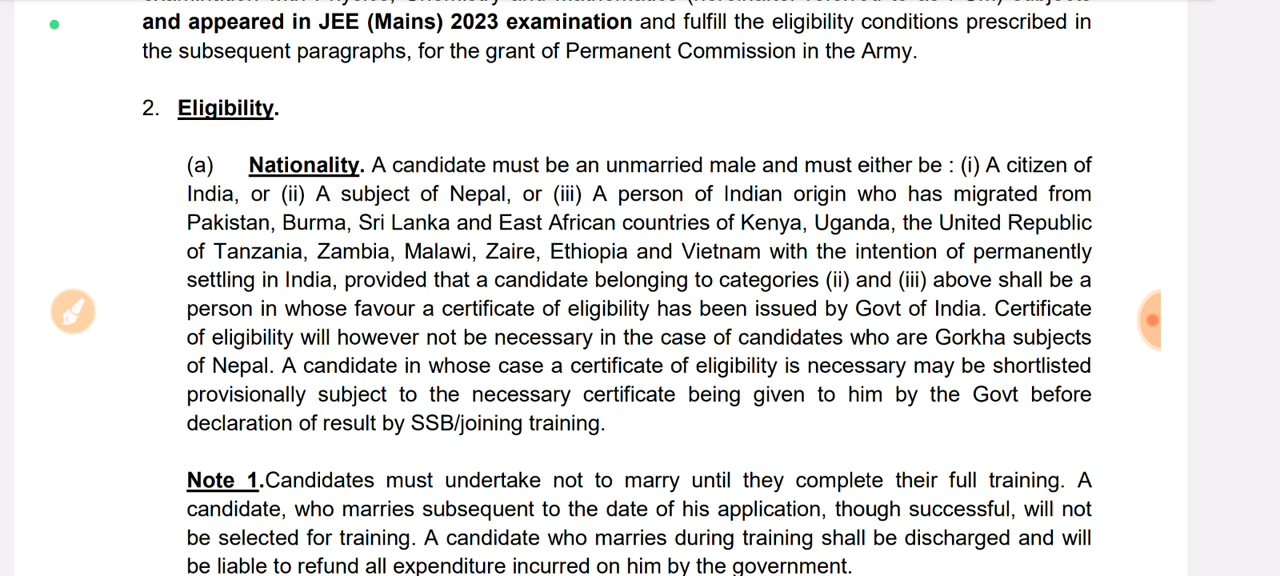 and appeared in JEE (Mains) 2023 examination and fulfill the eligibility conditions prescribed in
the subsequent paragraphs, for the grant of Permanent Commission in the Army.
2. Eligibility.
(a) Nationality. A candidate must be an unmarried male and must either be : (i) A citizen of
India, or (ii) A subject of Nepal, or (iii) A person of Indian origin who has migrated from
Pakistan, Burma, Sri Lanka and East African countries of Kenya, Uganda, the United Republic
of Tanzania, Zambia, Malawi, Zaire, Ethiopia and Vietnam with the intention of permanently
settling in India, provided that a candidate belonging to categories (ii) and (iii) above shall be a
person in whose favour a certificate of eligibility has been issued by Govt of India. Certificate
of eligibility will however not be necessary in the case of candidates who are Gorkha subjects
of Nepal. A candidate in whose case a certificate of eligibility is necessary may be shortlisted
provisionally subject to the necessary certificate being given to him by the Govt before
declaration of result by SSB/joining training.
Note 1.Candidates must undertake not to marry until they complete their full training. A
candidate, who marries subsequent to the date of his application, though successful, will not
be selected for training. A candidate who marries during training shall be discharged and will
be liable to refund all expenditure incurred on him by the government.